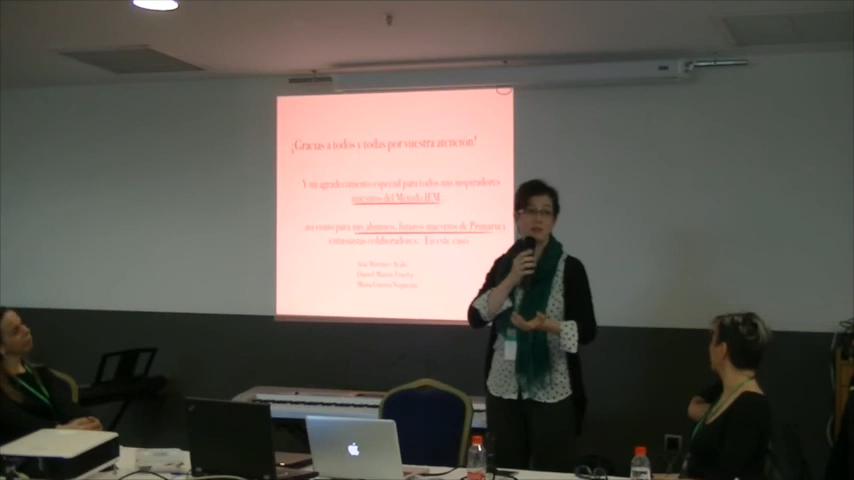 ¡Gracias a todos y todas por vuestra atención!
Y mi agradecimiento especial para todos mis inspiradores
maestros del Método IEM
así como para mis alumnos, futuros maestros de Primaria y
entusiastas colaboradores. En este caso